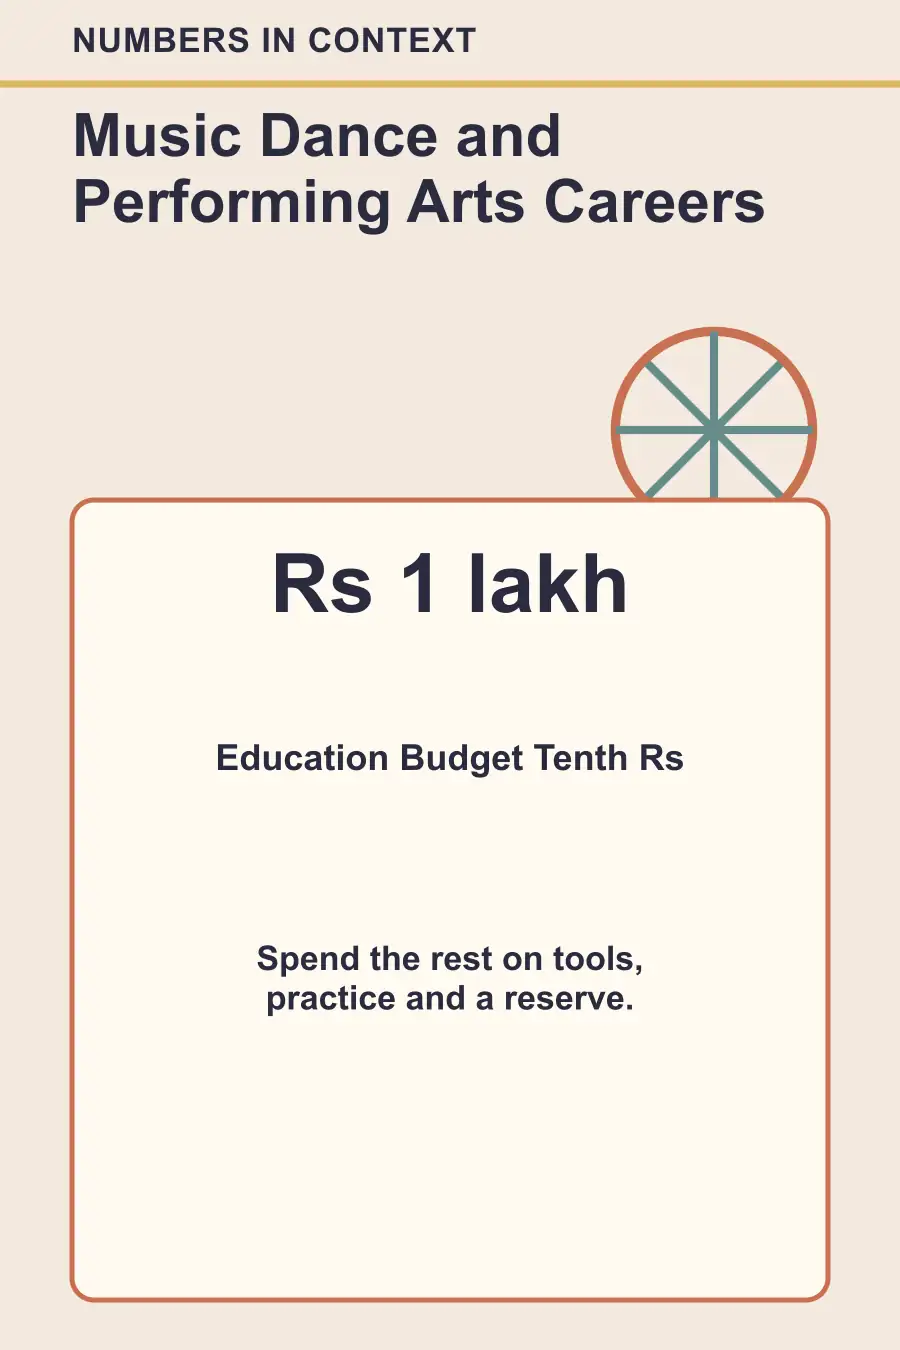 NUMBERS IN CONTEXT
Music Dance and
Performing Arts Careers
Rs 1 lakh
Education Budget Tenth Rs
Spend the rest on tools,
practice and a reserve.